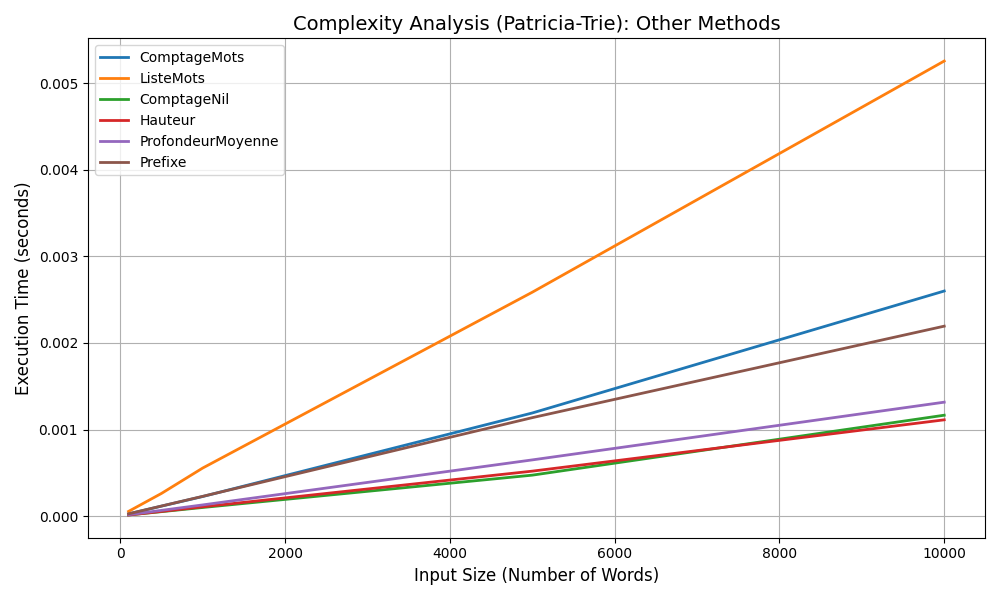 Complexity Analysis (Patricia-Trie): Other Methods
ComptageMots
ListeMots
ComptageNil
Hauteur
ProfondeurMoyenne
Prefixe
Execution Time (seconds)
0.005
0.004
0.003
0.002
0.001
0.000
0 2000 4000 6000 8000 10000
Input Size (Number of Words)